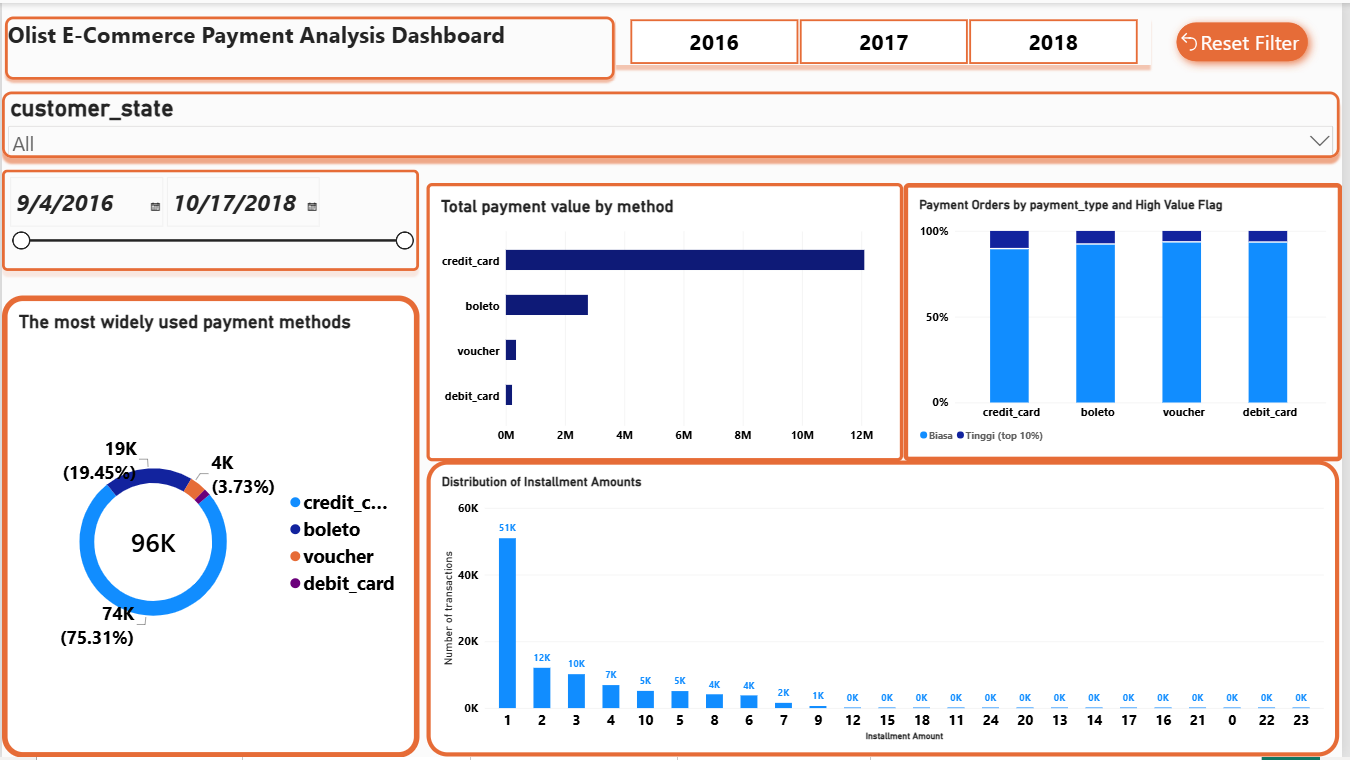 Olist E-Commerce Payment Analysis Dashboard
2016 2017 2018
Reset Filter
customer_state
All
9/4/2016 10/17/2018
The most widely used payment methods
19K
(19.45%)
4K
(3.73%)
96K
74K
(75.31%)
credit_c...
boleto
voucher
debit_card
Total payment value by method
credit_card
boleto
voucher
debit_card
0M 2M 4M 6M 8M 10M 12M
Payment Orders by payment_type and High Value Flag
100%
50%
0%
credit_card boleto voucher debit_card
Biasa Tinggi (top 10%)
Distribution of Installment Amounts
Number of transactions
60K
40K
20K
0K
51K 12K 10K 7K 5K 5K 4K 4K 2K 1K 0K 0K 0K 0K 0K 0K 0K 0K 0K 0K 0K 0K 0K 0K
1 2 3 4 10 5 8 6 7 9 12 15 18 11 24 20 13 14 17 16 21 0 22 23
Installment Amount